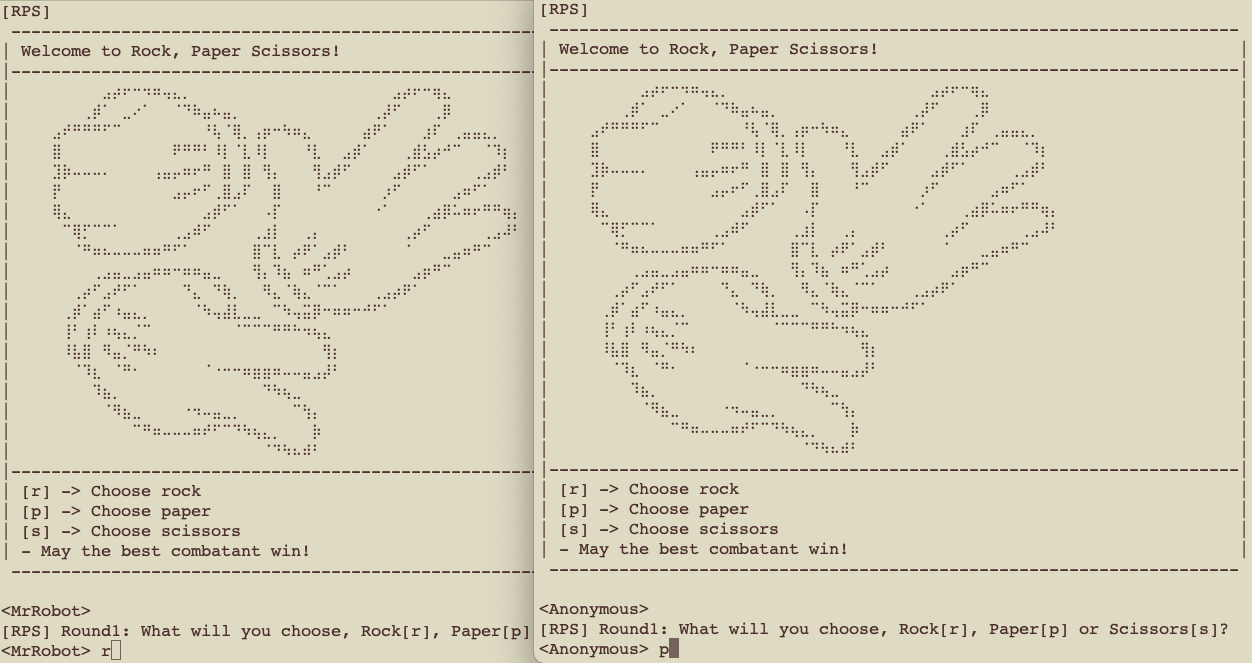 [RPS]
Welcome to Rock, Paper Scissors!
[r] -> Choose rock
[p] -> Choose paper
[s] -> Choose scissors
- May the best combatant win!
<MrRobot>
[RPS] Round1: What will you choose, Rock[r], Paper[p]
<MrRobot> r
[RPS]
Welcome to Rock, Paper Scissors!
[r] -> Choose rock
[p] -> Choose paper
[s] -> Choose scissors
- May the best combatant win!
<Anonymous>
[RPS] Round1: What will you choose, Rock[r], Paper[p] or Scissors[s]?
<Anonymous> p